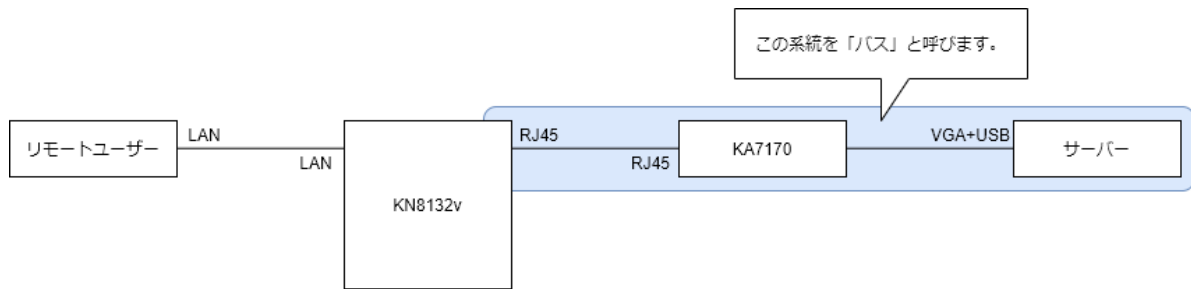 この系統を「バス」と呼びます。
リモートユーザー
LAN
LAN
KN8132v
RJ45
RJ45
KA7170
VGA+USB
サーバー